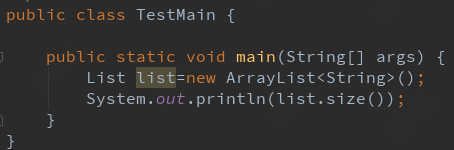 public class TestMain {
public static void main(String[] args) {
List list=new ArrayList<String>();
System.out.println(list.size());
}
}